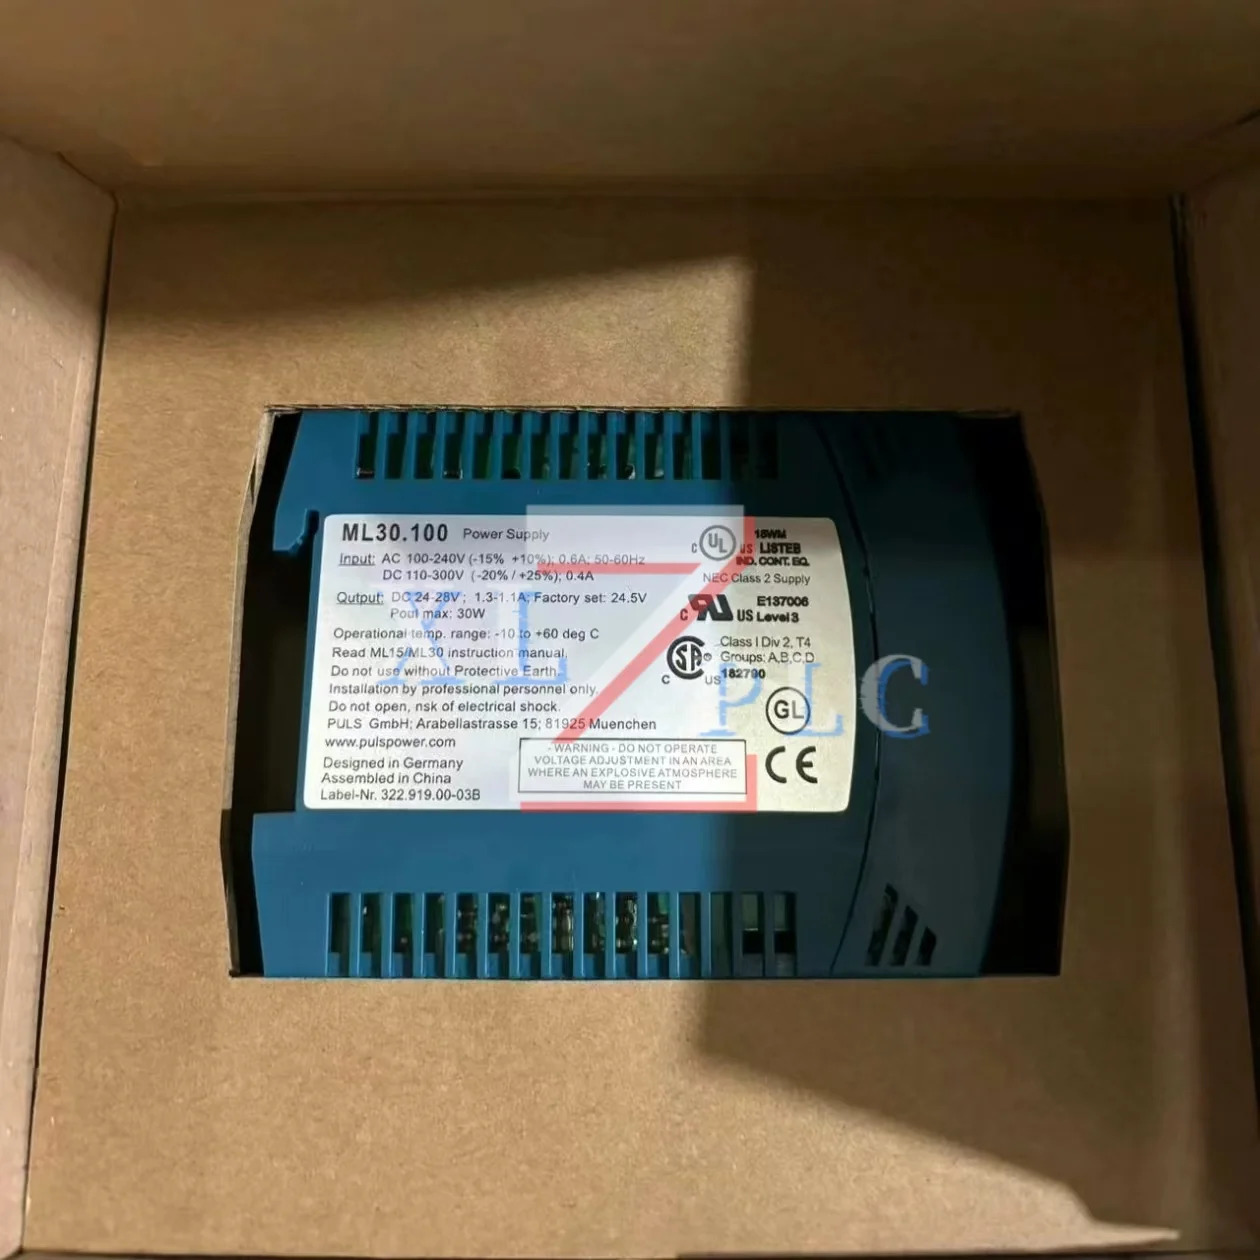 ML30.100 Power Supply
Input: AC 100-240V (-15% +10%); 0.6A; 50-60Hz
DC 110-300V (-20% / +25%); 0.4A
Output: DC 24-28V; 1.3-1.1A; Factory set: 24.5V
Pout max: 30W
Operational temp. range: -10 to +60 deg C
Read ML15/ML30 instruction manual.
Do not use without Protective Earth.
Installation by professional personnel only.
Do not open, risk of electrical shock.
PULS GmbH; Arabellastrasse 15; 81925 Muenchen
www.pulspower.com
Designed in Germany
Assembled in China
Label-Nr. 322.919.00-03B
- WARNING - DO NOT OPERATE
VOLTAGE ADJUSTMENT IN AN AREA
WHERE AN EXPLOSIVE ATMOSPHERE
MAY BE PRESENT
C UL US LISTED
IND. CONT. EQ.
NEC Class 2 Supply
E137006
C US Level 3
Class I Div 2, T4
Groups: A,B,C,D
C US 182790
GL
CE
XLZ
PLC